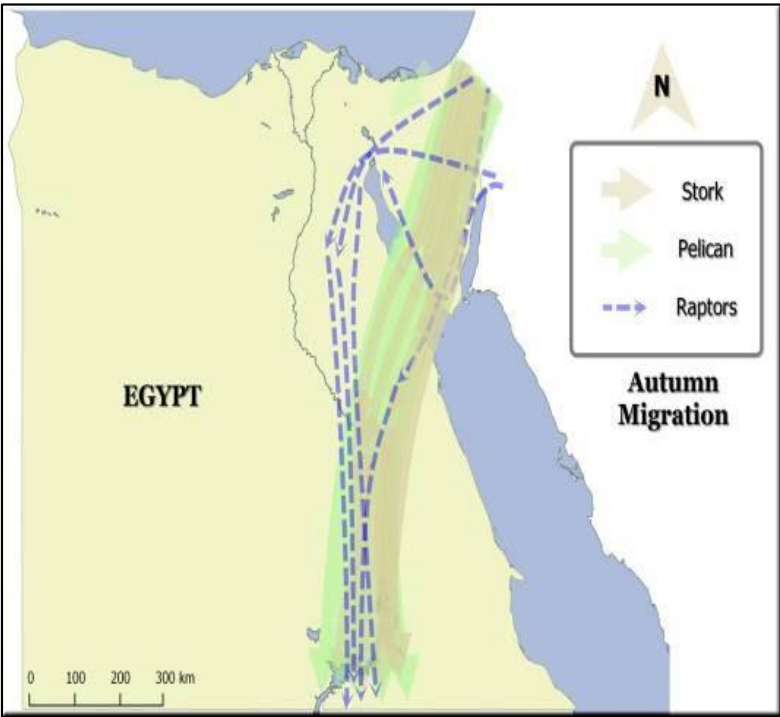 N
Stork
Pelican
Raptors
Autumn
Migration
EGYPT
0 100 200 300 km